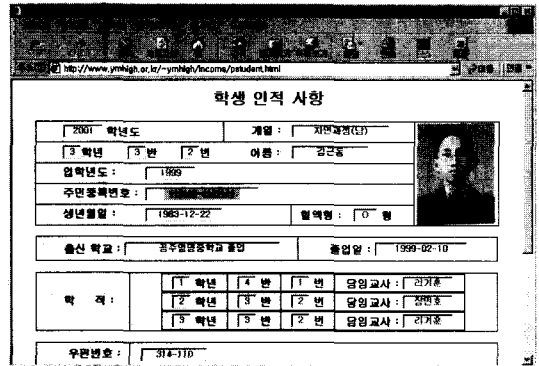 http://www.ymhigh.or.kr/~ymhigh/income/pstudent.html
학생 인적 사항
2001 학년도 계열 : 자연과정(남)
3 학년 3 반 2 번 이름 : 김근동
입학년도 : 1999
주민등록번호 :
생년월일 : 1983-12-22 혈액형 : O 형
출신 학교 : 공주영명중학교 졸업 졸업일 : 1999-02-10
학 적 :
1 학년 4 반 1 번 담임교사 :
2 학년 3 반 2 번 담임교사 :
3 학년 3 반 2 번 담임교사 :
우편번호 : 314-110